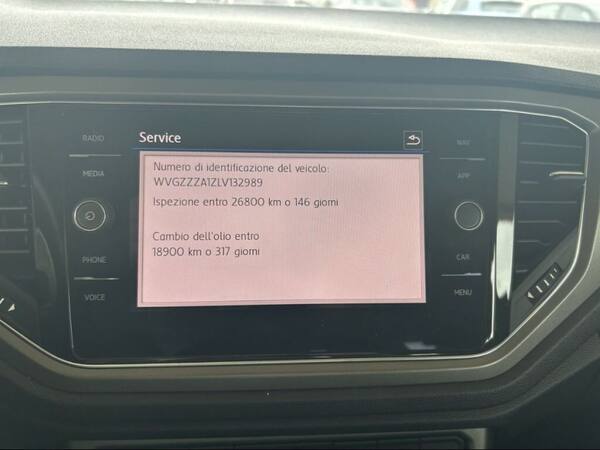 Service
RADIO
MEDIA
PHONE
VOICE
Numero di identificazione del veicolo:
WVGZZZA1ZLV132989
Ispezione entro 26800 km o 146 giorni
Cambio dell'olio entro
18900 km o 317 giorni
NAV
APP
CAR
MENU